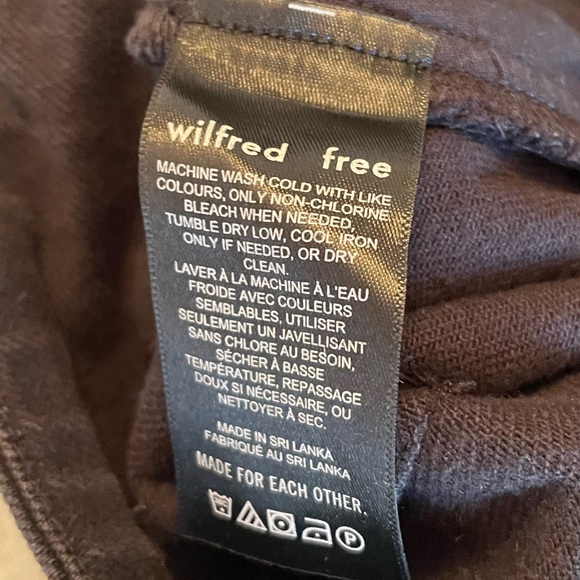 wilfred free
MACHINE WASH COLD WITH LIKE
COLOURS, ONLY NON-CHLORINE
BLEACH WHEN NEEDED,
TUMBLE DRY LOW, COOL IRON
ONLY IF NEEDED, OR DRY
CLEAN.
LAVER À LA MACHINE À L'EAU
FROIDE AVEC COULEURS
SEMBLABLES, UTILISER
SEULEMENT UN JAVELLISANT
SANS CHLORE AU BESOIN,
SÉCHER À BASSE
TEMPÉRATURE, REPASSAGE
DOUX SI NÉCESSAIRE, OU
NETTOYER À SEC.
MADE IN SRI LANKA
FABRIQUÉ AU SRI LANKA
MADE FOR EACH OTHER.
P